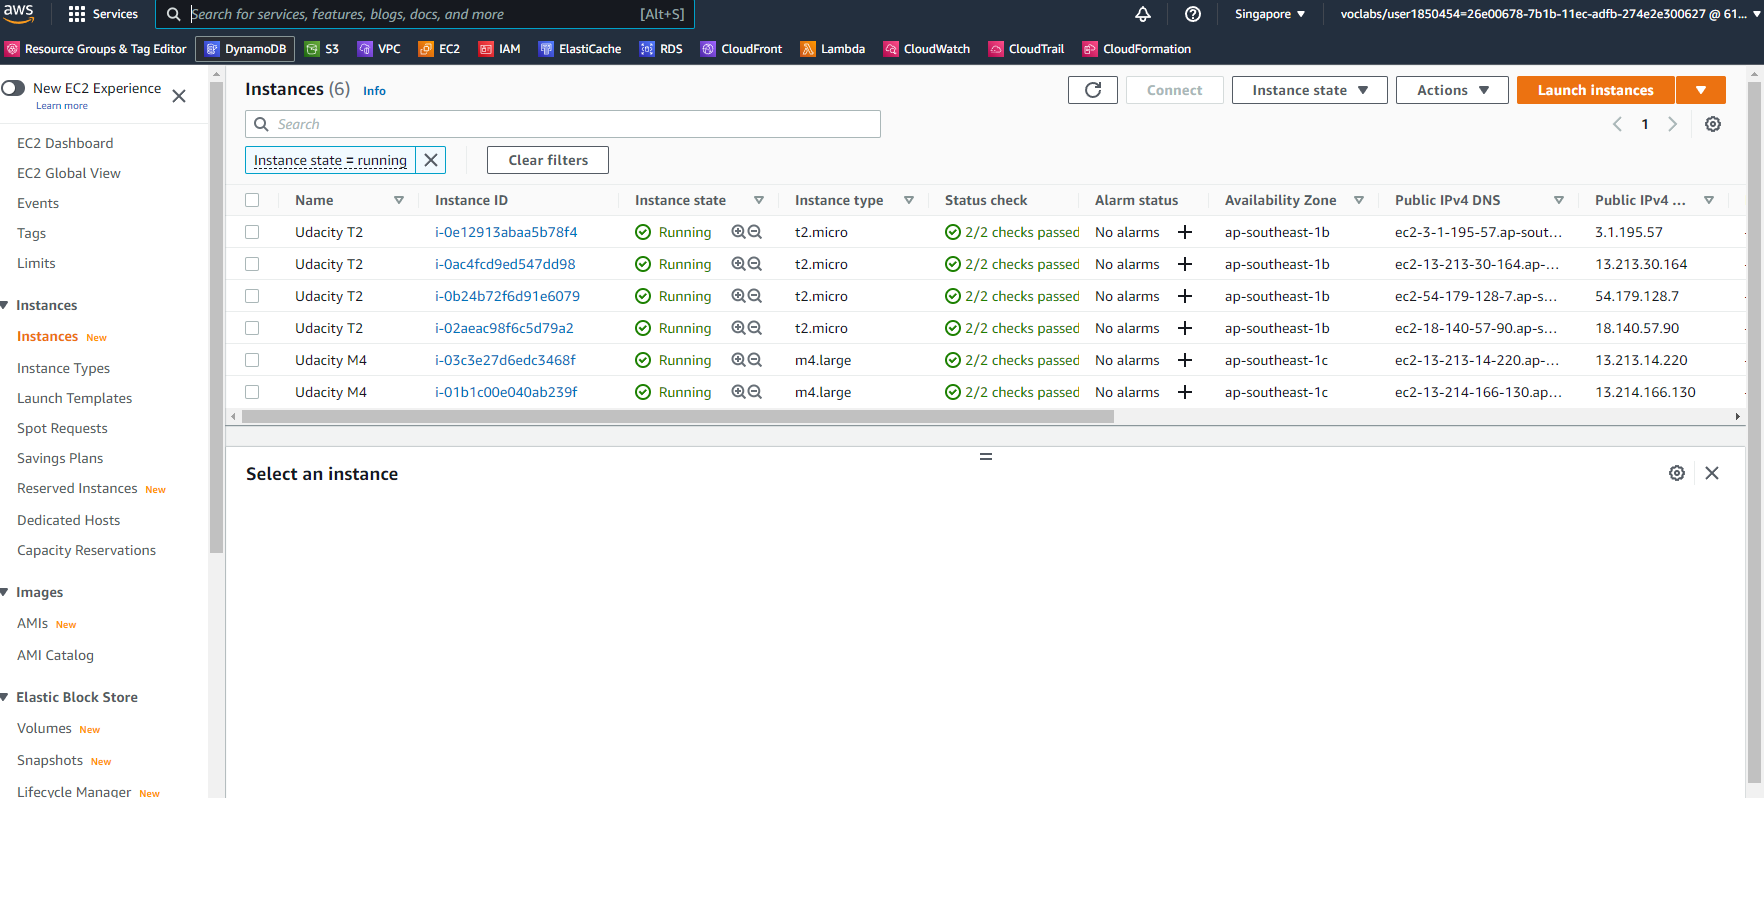 aws Services Search for services, features, blogs, docs, and more [Alt+S] Singapore voclabs/user1850454=26e00678-7b1b-11ec-adfb-274e2e300627 @ 61...
Resource Groups & Tag Editor DynamoDB S3 VPC EC2 IAM ElastiCache RDS CloudFront Lambda CloudWatch CloudTrail CloudFormation
New EC2 Experience
Learn more
EC2 Dashboard
EC2 Global View
Events
Tags
Limits
Instances
Instances New
Instance Types
Launch Templates
Spot Requests
Savings Plans
Reserved Instances New
Dedicated Hosts
Capacity Reservations
Images
AMIs New
AMI Catalog
Elastic Block Store
Volumes New
Snapshots New
Lifecycle Manager New
Instances (6) Info Connect Instance state Actions Launch instances
Search 1
Instance state = running Clear filters
Name Instance ID Instance state Instance type Status check Alarm status Availability Zone Public IPv4 DNS Public IPv4 ...
Udacity T2 i-0e12913abaa5b78f4 Running t2.micro 2/2 checks passed No alarms ap-southeast-1b ec2-3-1-195-57.ap-sout... 3.1.195.57
Udacity T2 i-0ac4fcd9ed547dd98 Running t2.micro 2/2 checks passed No alarms ap-southeast-1b ec2-13-213-30-164.ap-... 13.213.30.164
Udacity T2 i-0b24b72f6d91e6079 Running t2.micro 2/2 checks passed No alarms ap-southeast-1b ec2-54-179-128-7.ap-s... 54.179.128.7
Udacity T2 i-02aeac98f6c5d79a2 Running t2.micro 2/2 checks passed No alarms ap-southeast-1b ec2-18-140-57-90.ap-s... 18.140.57.90
Udacity M4 i-03c3e27d6edc3468f Running m4.large 2/2 checks passed No alarms ap-southeast-1c ec2-13-213-14-220.ap-... 13.213.14.220
Udacity M4 i-01b1c00e040ab239f Running m4.large 2/2 checks passed No alarms ap-southeast-1c ec2-13-214-166-130.ap... 13.214.166.130
Select an instance